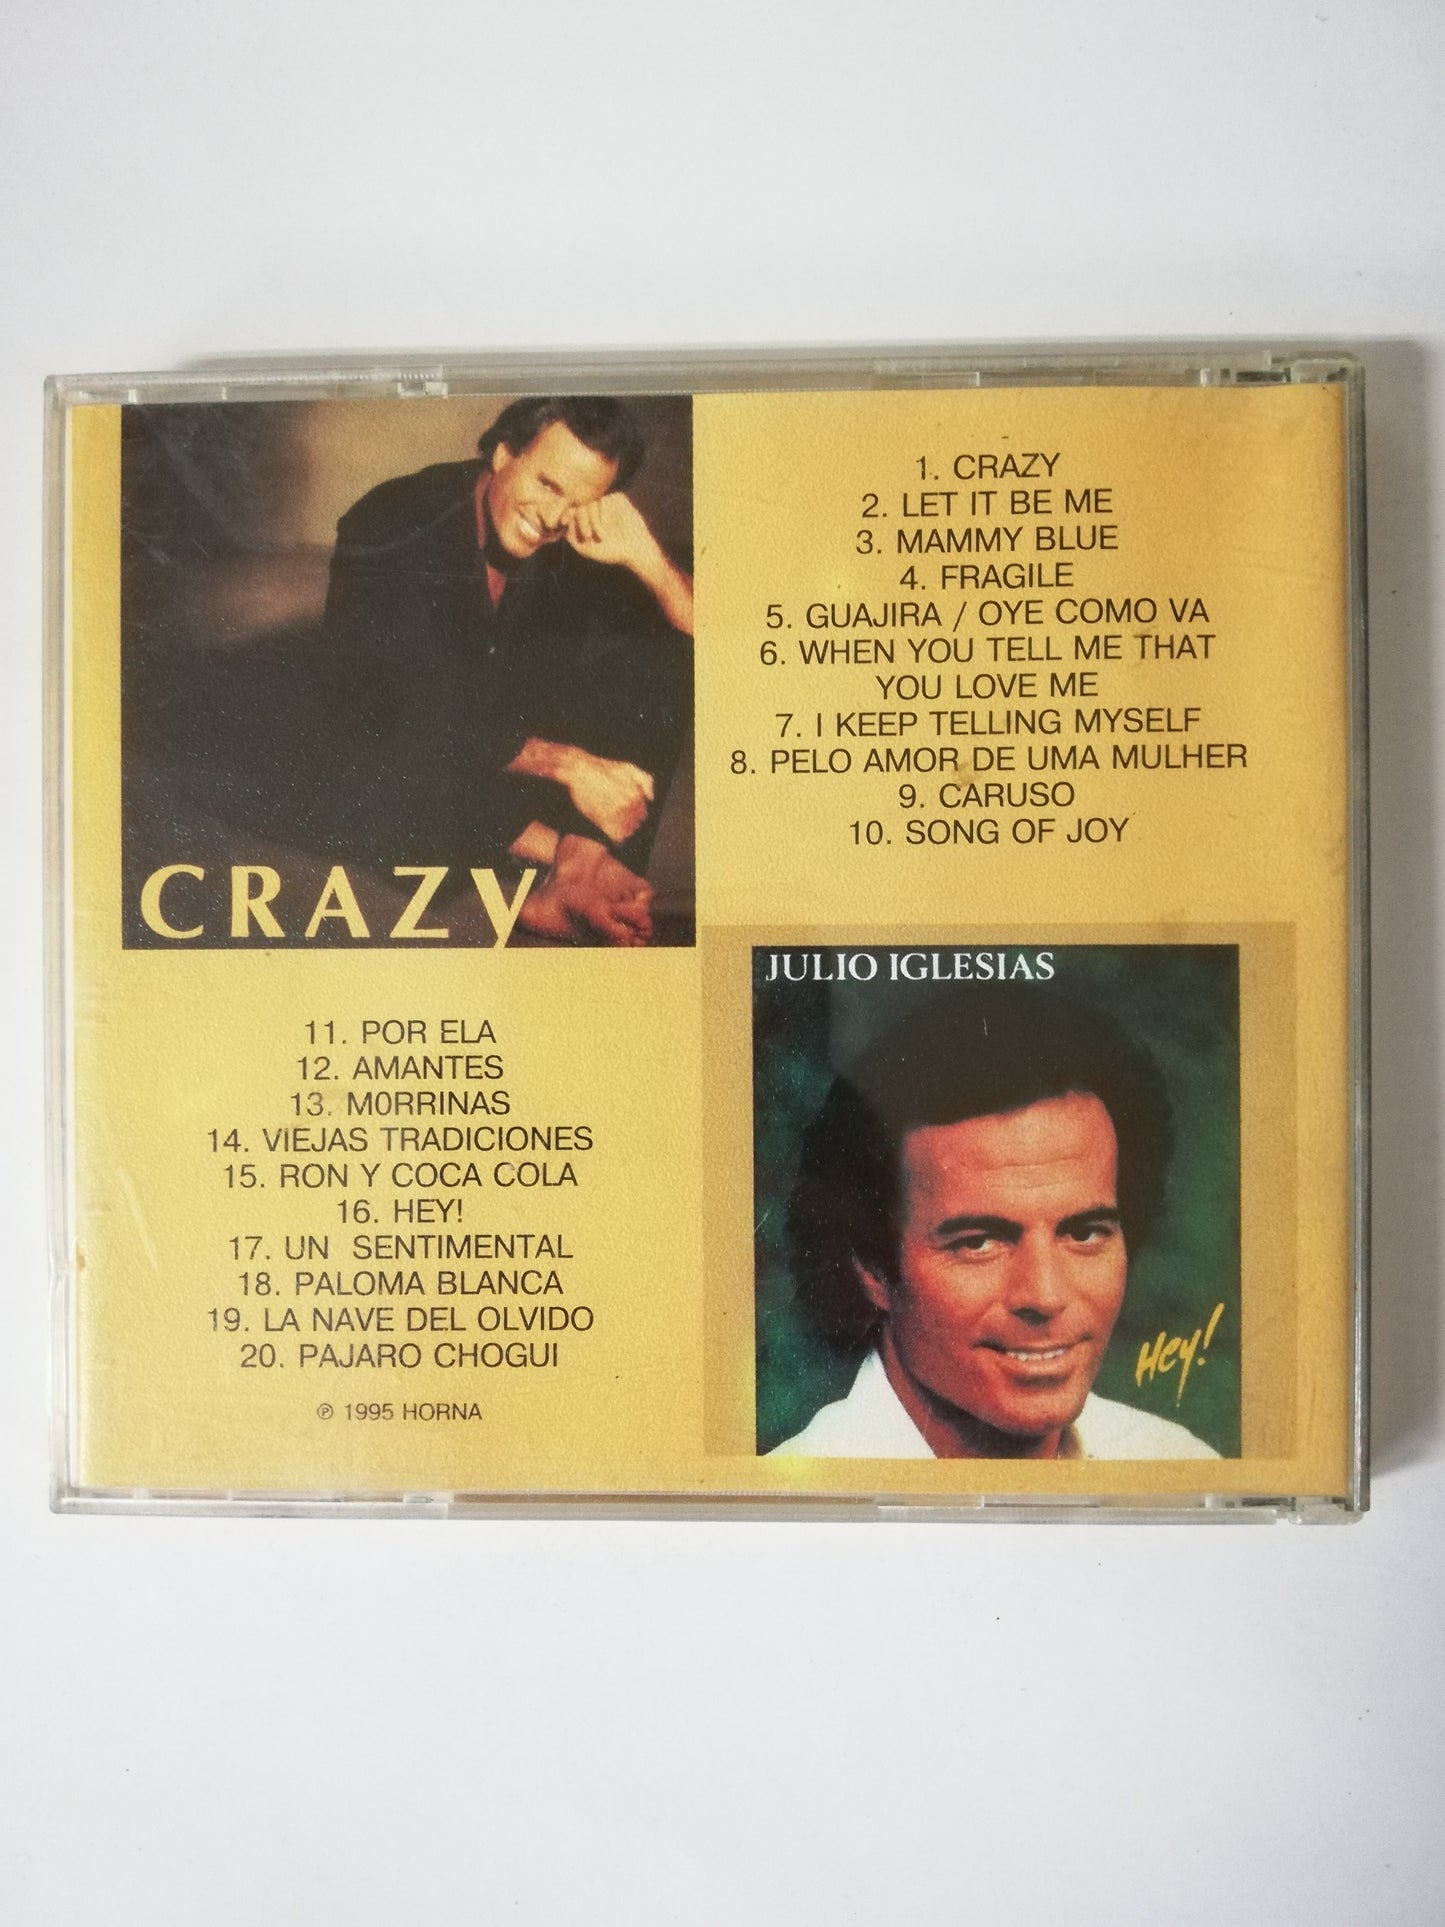 CRAZy
1. CRAZY
2. LET IT BE ME
3. MAMMY BLUE
4. FRAGILE
5. GUAJIRA / OYE COMO VA
6. WHEN YOU TELL ME THAT
YOU LOVE ME
7. I KEEP TELLING MYSELF
8. PELO AMOR DE UMA MULHER
9. CARUSO
10. SONG OF JOY
11. POR ELA
12. AMANTES
13. M0RRINAS
14. VIEJAS TRADICIONES
15. RON Y COCA COLA
16. HEY!
17. UN SENTIMENTAL
18. PALOMA BLANCA
19. LA NAVE DEL OLVIDO
20. PAJARO CHOGUI
℗ 1995 HORNA
JULIO IGLESIAS
Hey!